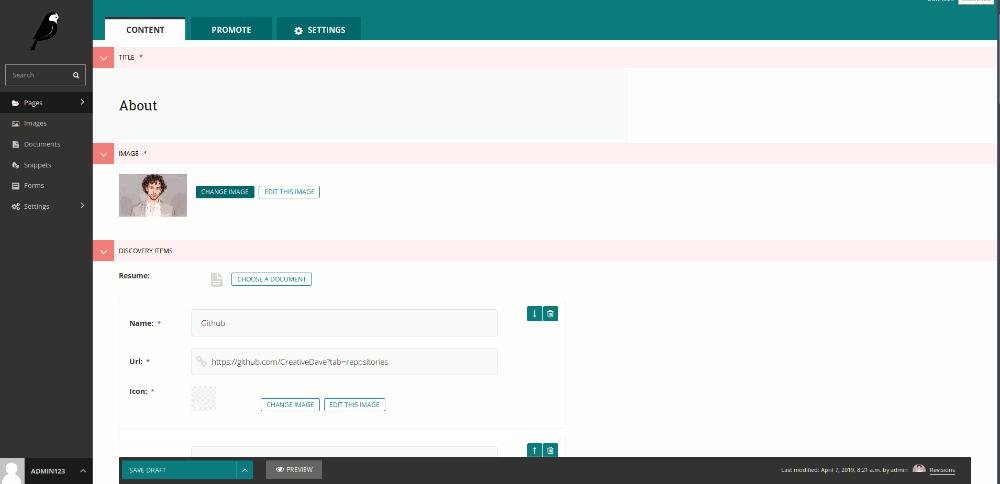 CONTENT
PROMOTE
SETTINGS
Search
Pages
Images
Documents
Snippets
Forms
Settings
TITLE *
About
IMAGE *
CHANGE IMAGE
EDIT THIS IMAGE
DISCOVERY ITEMS
Resume:
CHOOSE A DOCUMENT
Name: *
Github
Url: *
https://github.com/CreativeDave?tab=repositories
Icon: *
CHANGE IMAGE
EDIT THIS IMAGE
ADMIN123
SAVE DRAFT
PREVIEW
Last modified: April 7, 2019, 8:21 a.m. by admin
Revisions